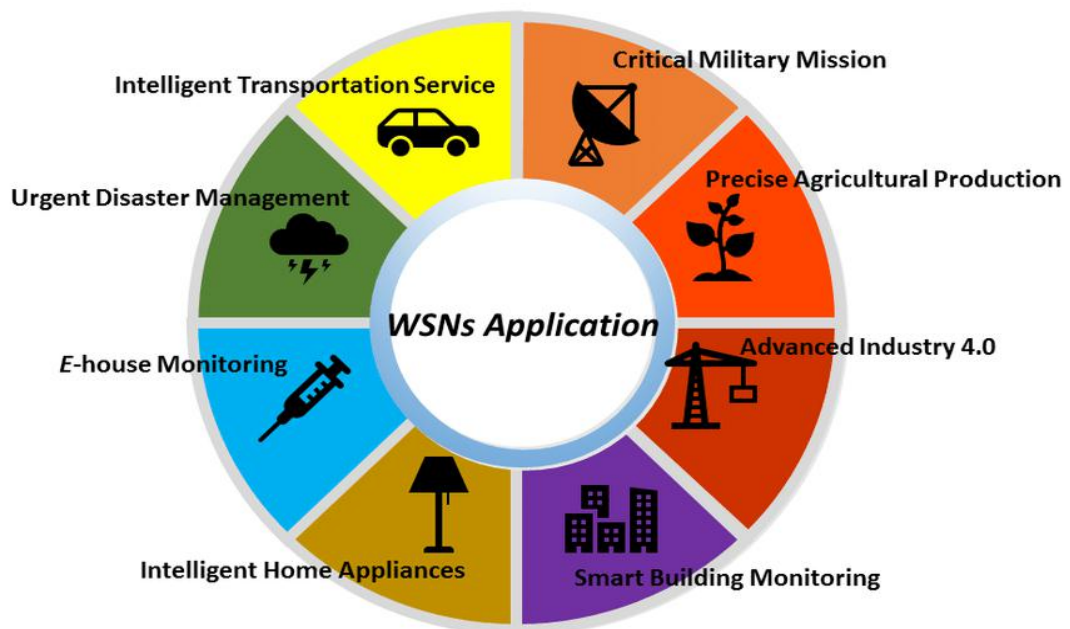 Critical Military Mission
Intelligent Transportation Service
Precise Agricultural Production
Urgent Disaster Management
WSNs Application
Advanced Industry 4.0
E-house Monitoring
Intelligent Home Appliances
Smart Building Monitoring